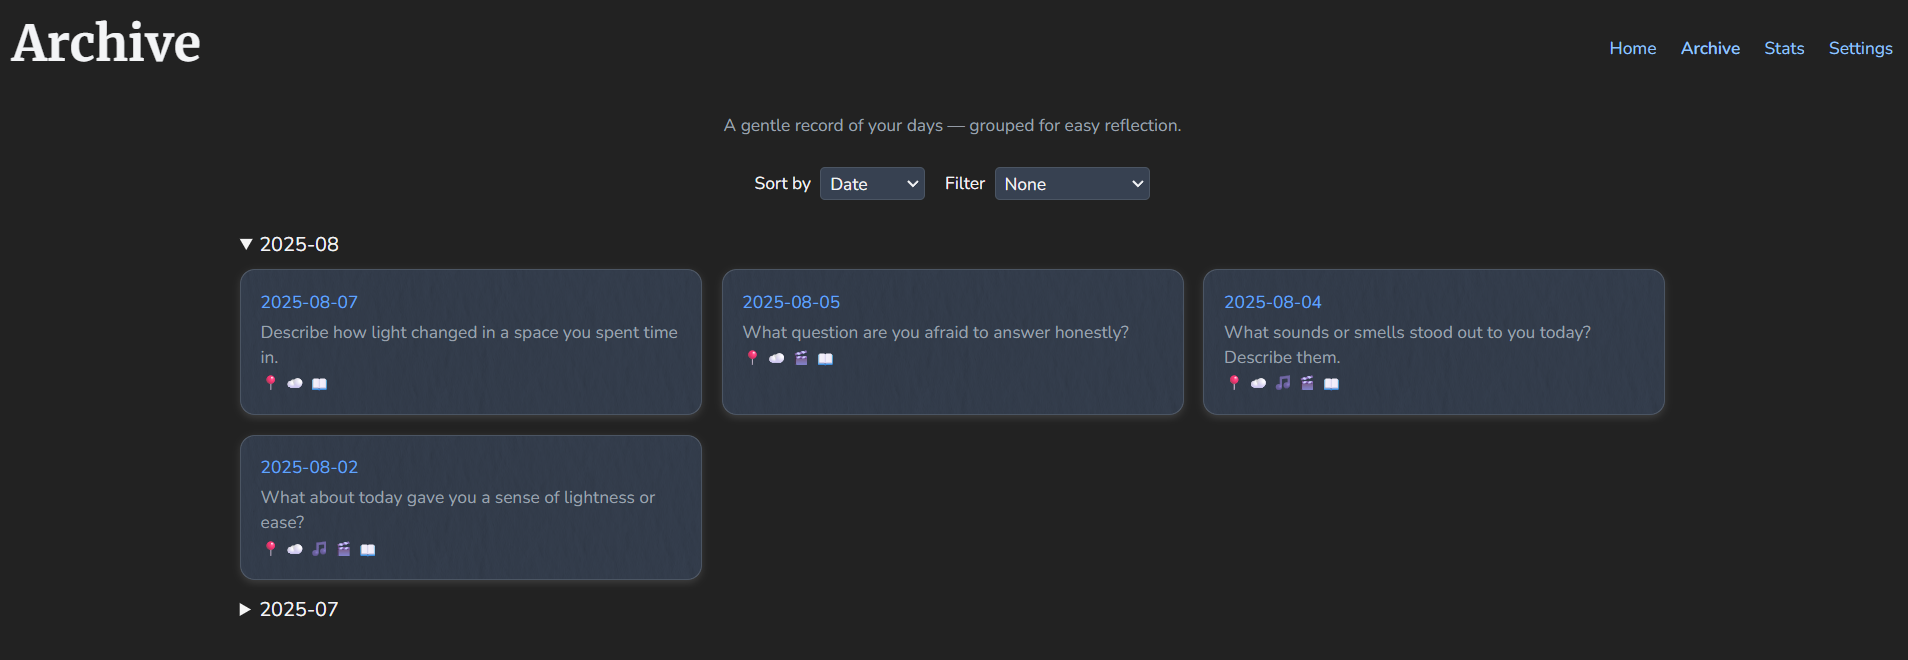 Archive
Home Archive Stats Settings
A gentle record of your days — grouped for easy reflection.
Sort by Date Filter None
2025-08
2025-08-07
Describe how light changed in a space you spent time
in.
2025-08-05
What question are you afraid to answer honestly?
2025-08-04
What sounds or smells stood out to you today?
Describe them.
2025-08-02
What about today gave you a sense of lightness or
ease?
2025-07